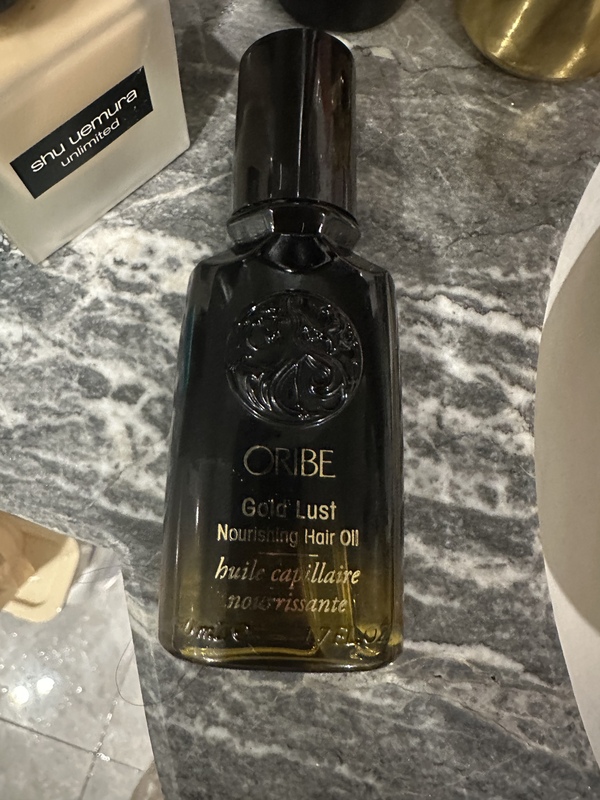 shu uemura
unlimited
ORIBE
Gold Lust
Nourishing Hair Oil
huile capillaire
nourrissante